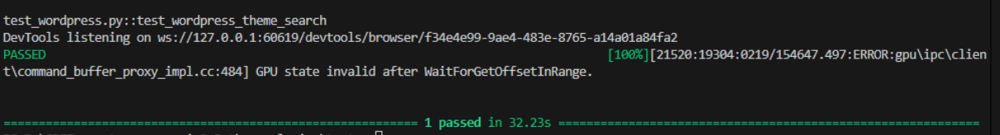 test_wordpress.py::test_wordpress_theme_search
DevTools listening on ws://127.0.0.1:60619/devtools/browser/f34e4e99-9ae4-483e-8765-a14a01a84fa2
PASSED [100%][21520:19304:0219/154647.497:ERROR:gpu\ipc\clien
t\command_buffer_proxy_impl.cc:484] GPU state invalid after WaitForGetOffsetInRange.
============================================================ 1 passed in 32.23s ============================================================